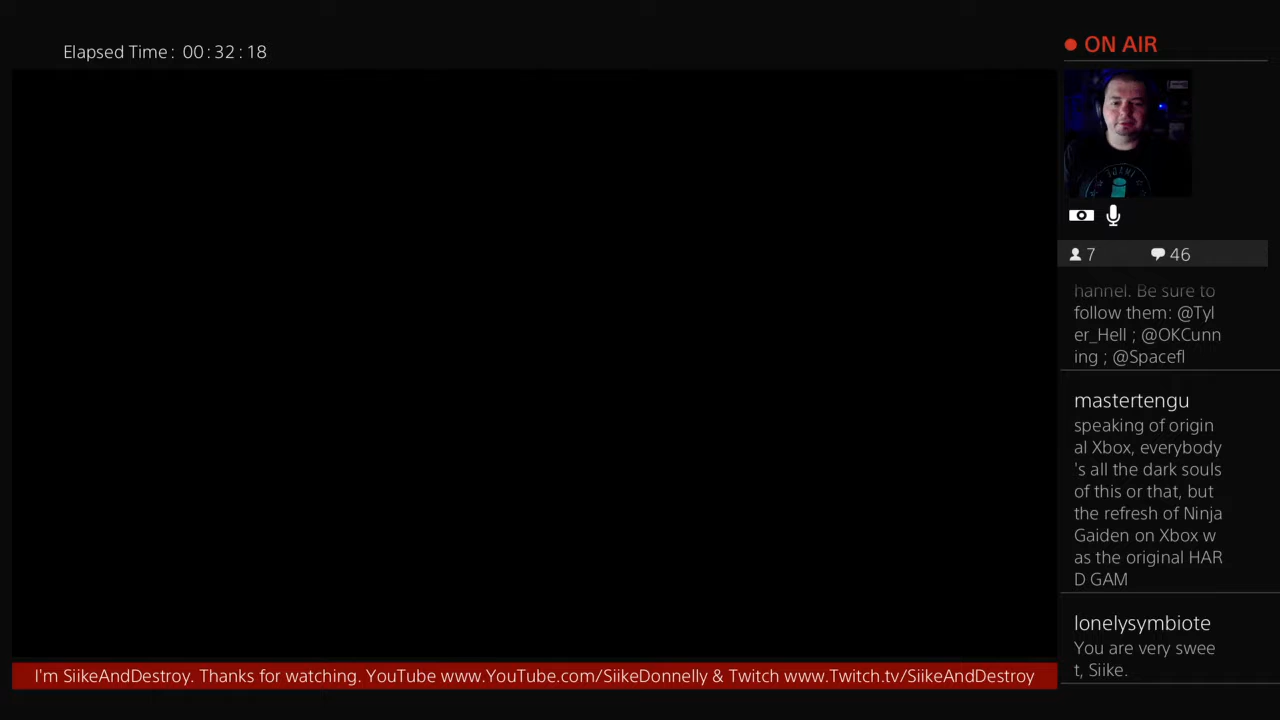 Elapsed Time: 00:32:18
ON AIR
7
46
hannel. Be sure to
follow them: @Tyl
er_Hell ; @OKCunn
ing ; @Spacefl
mastertengu
speaking of origin
al Xbox, everybody
's all the dark souls
of this or that, but
the refresh of Ninja
Gaiden on Xbox w
as the original HAR
D GAM
lonelysymbiote
You are very swee
t, Siike.
I'm SiikeAndDestroy. Thanks for watching. YouTube www.YouTube.com/SiikeDonnelly & Twitch www.Twitch.tv/SiikeAndDestroy